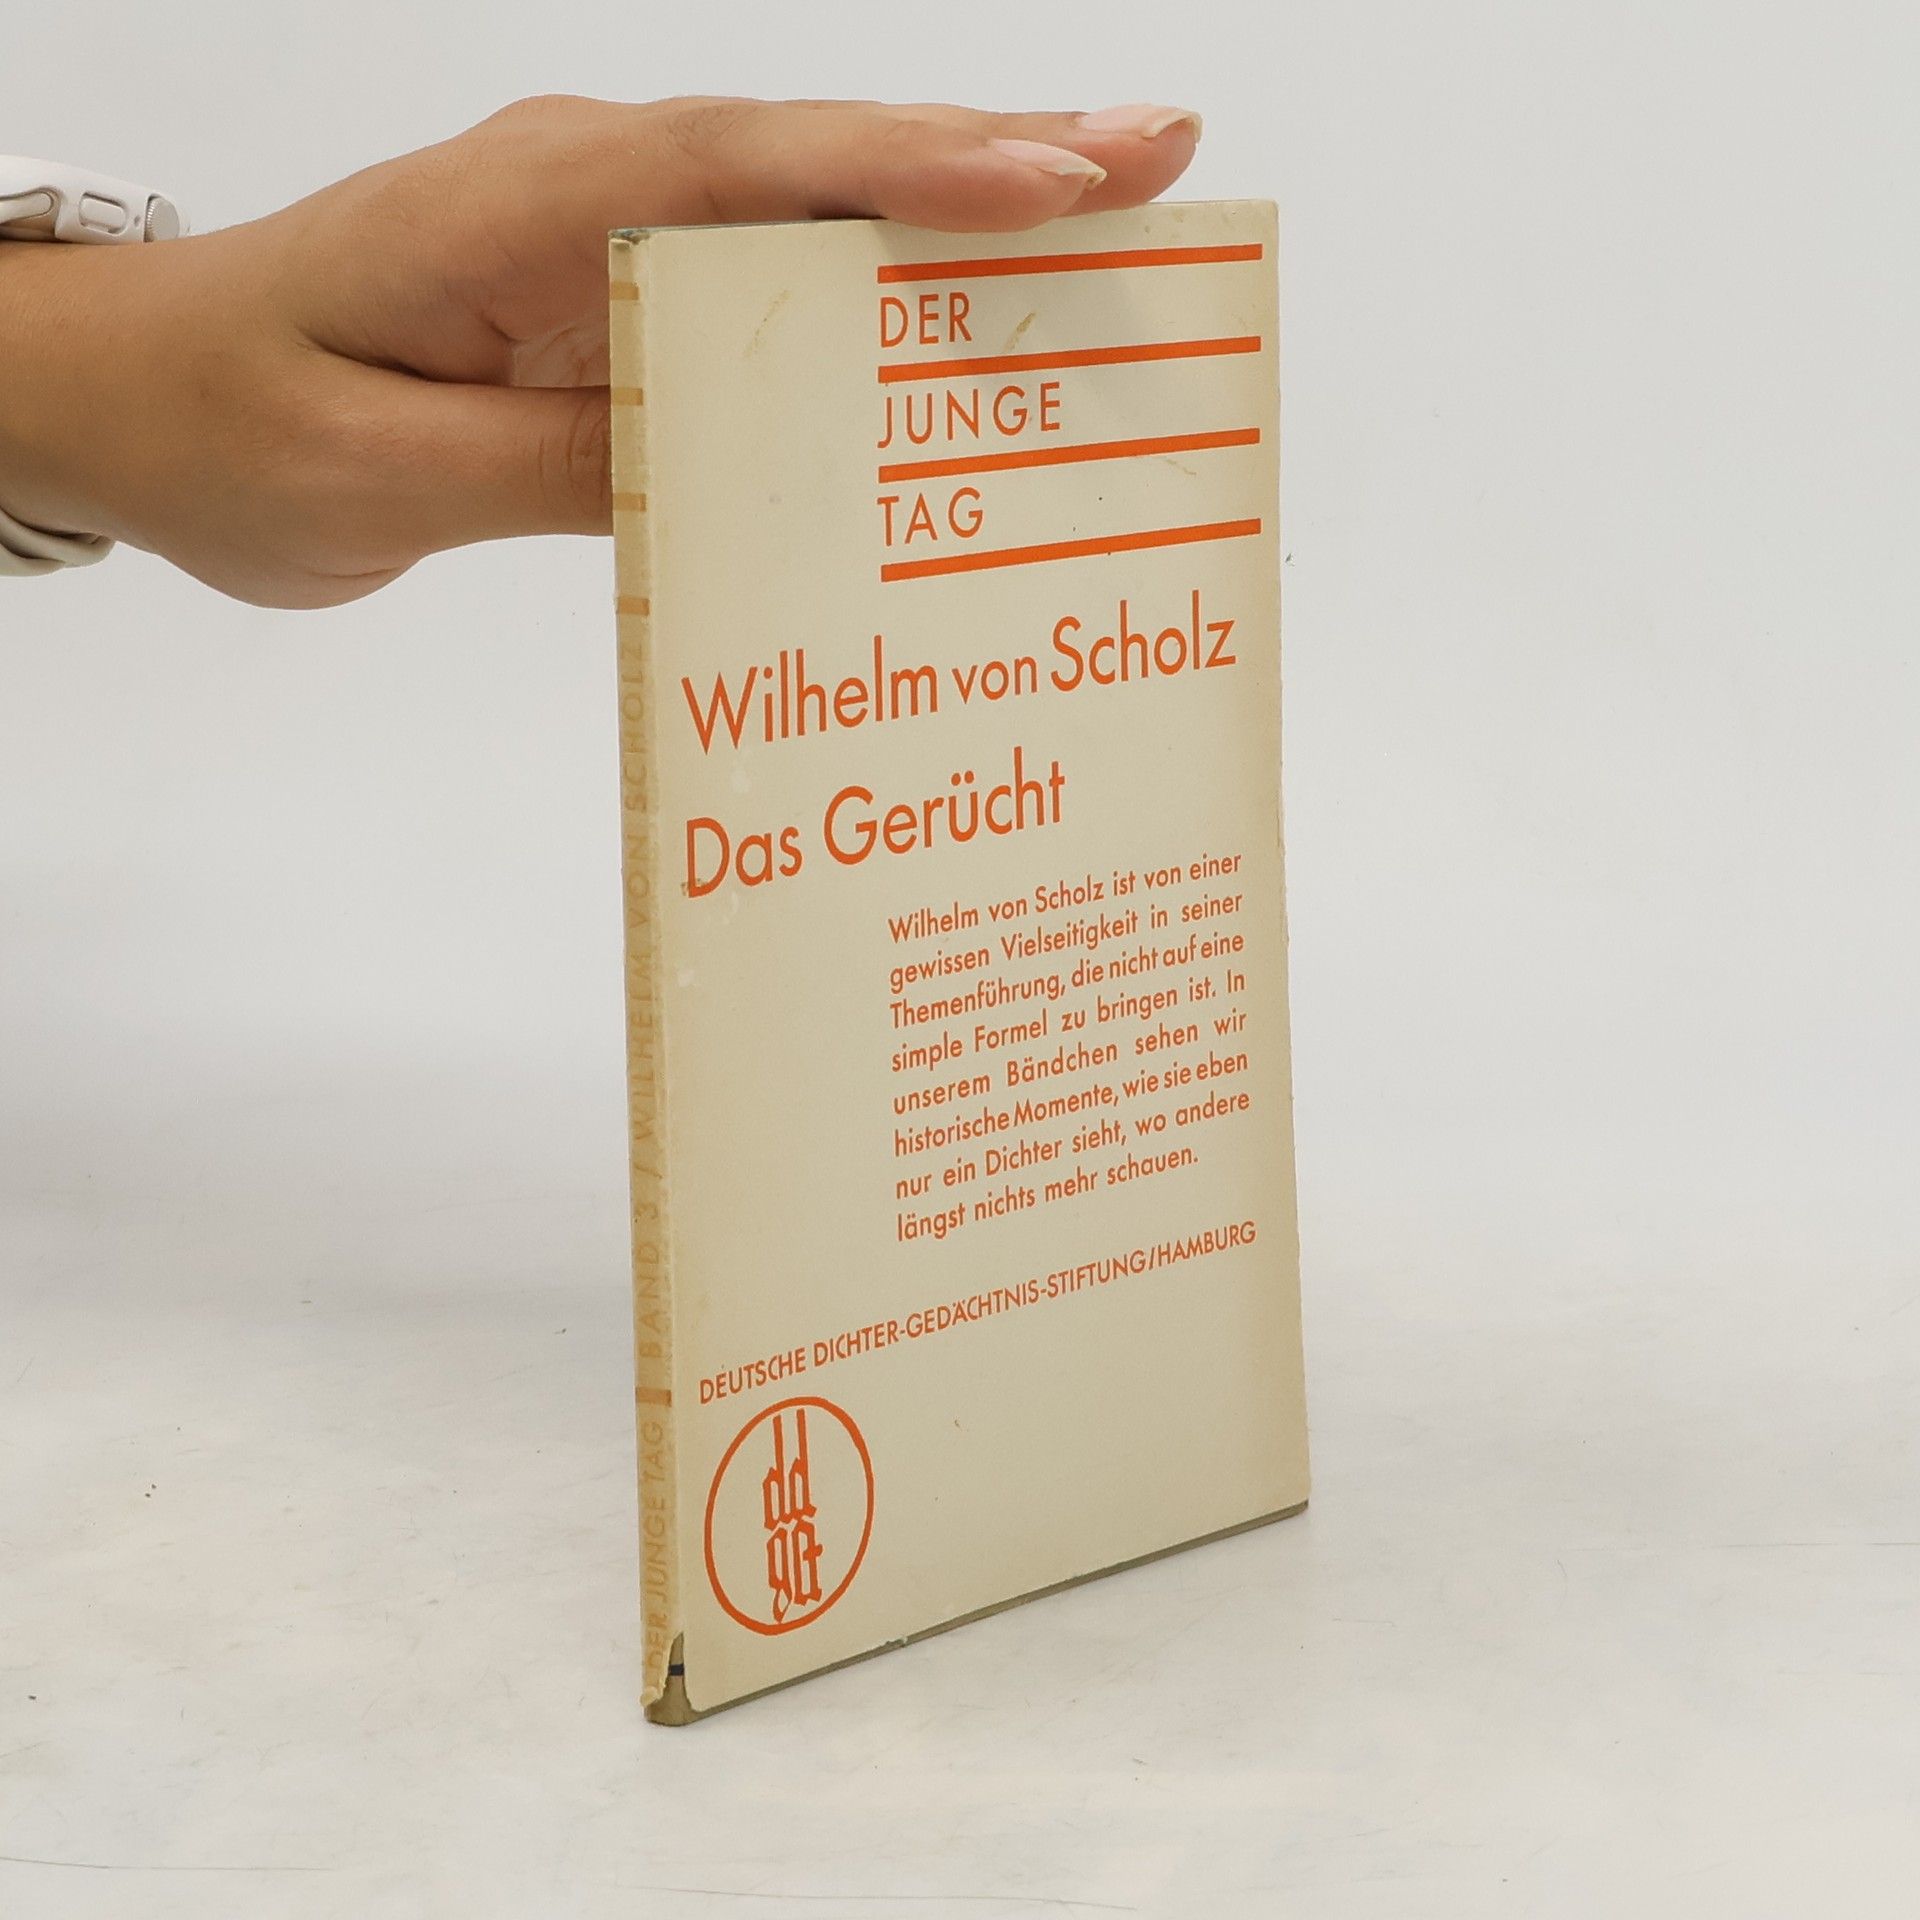 DER
JUNGE
TAG
Wilhelm von Scholz
Das Gerücht
Wilhelm von Scholz ist von einer
gewissen Vielseitigkeit in seiner
Themenführung, die nicht auf eine
simple Formel zu bringen ist. In
unserem Bändchen sehen wir
historische Momente, wie sie eben
nur ein Dichter sieht, wo andere
längst nichts mehr schauen.
DEUTSCHE DICHTER-GEDÄCHTNIS-STIFTUNG/HAMBURG
dd
gst
DER JUNGE TAG BAND 3 / WILHELM VON SCHOLZ